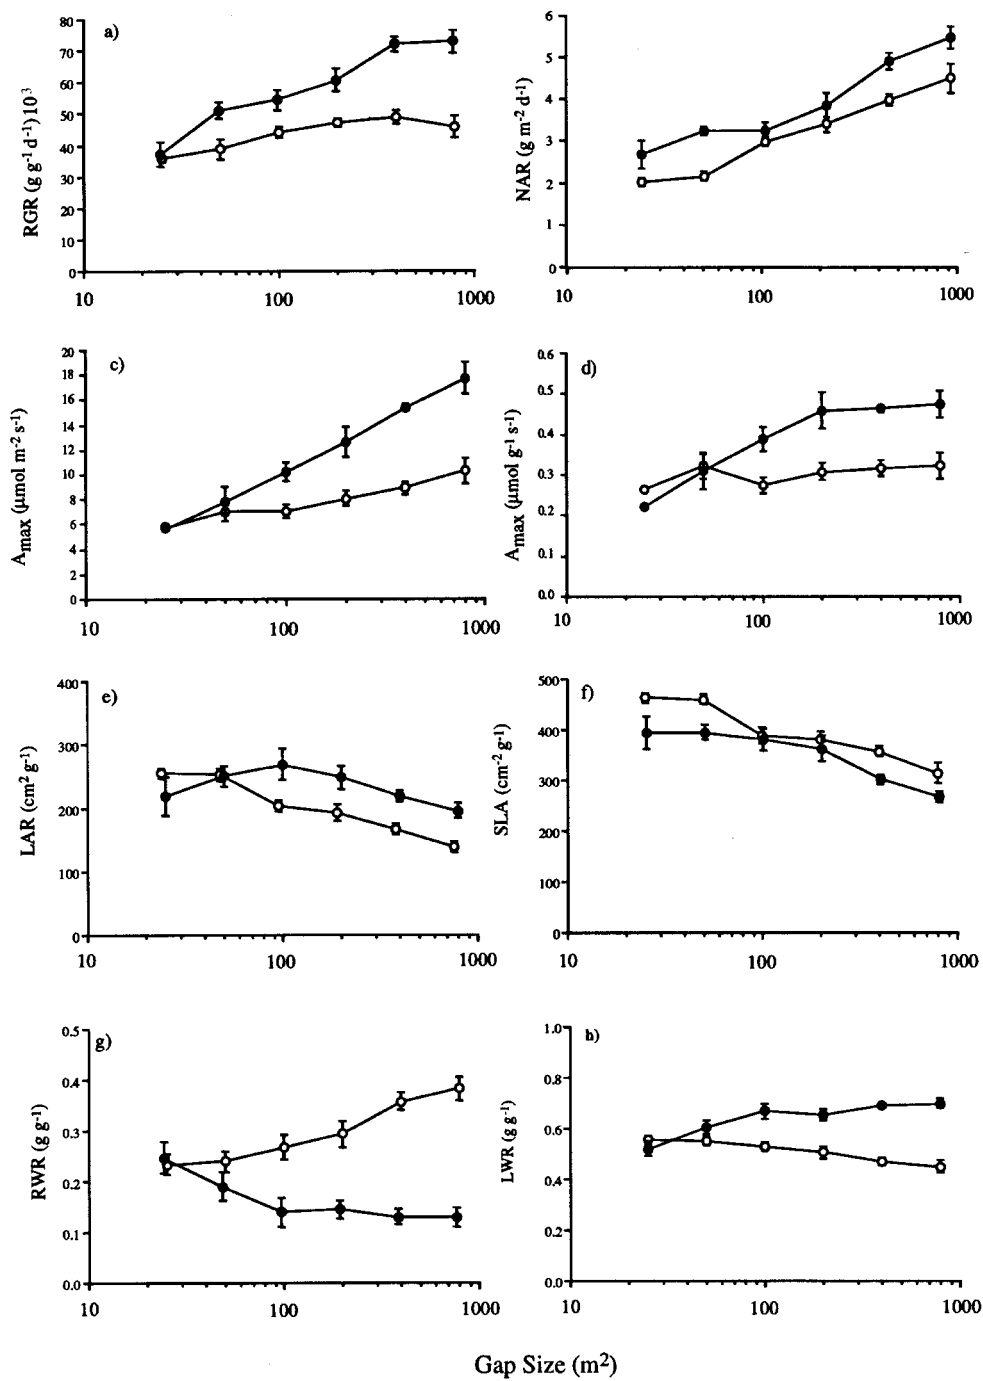 a)
RGR (g g-1 d-1) 10³
80
70
60
50
40
30
20
10
0
10 100 1000
NAR (g m-2 d-1)
6
5
4
3
2
1
0
10 100 1000
c)
Amax (μmol m-2 s-1)
20
18
16
14
12
10
8
6
4
2
0
10 100 1000
d)
Amax (μmol g-1 s-1)
0.6
0.5
0.4
0.3
0.2
0.1
0.0
10 100 1000
e)
LAR (cm2 g-1)
400
300
200
100
0
10 100 1000
f)
SLA (cm-2 g-1)
500
400
300
200
100
0
10 100 1000
g)
RWR (g g-1)
0.5
0.4
0.3
0.2
0.1
0.0
10 100 1000
h)
LWR (g g-1)
1.0
0.8
0.6
0.4
0.2
0.0
10 100 1000
Gap Size (m2)